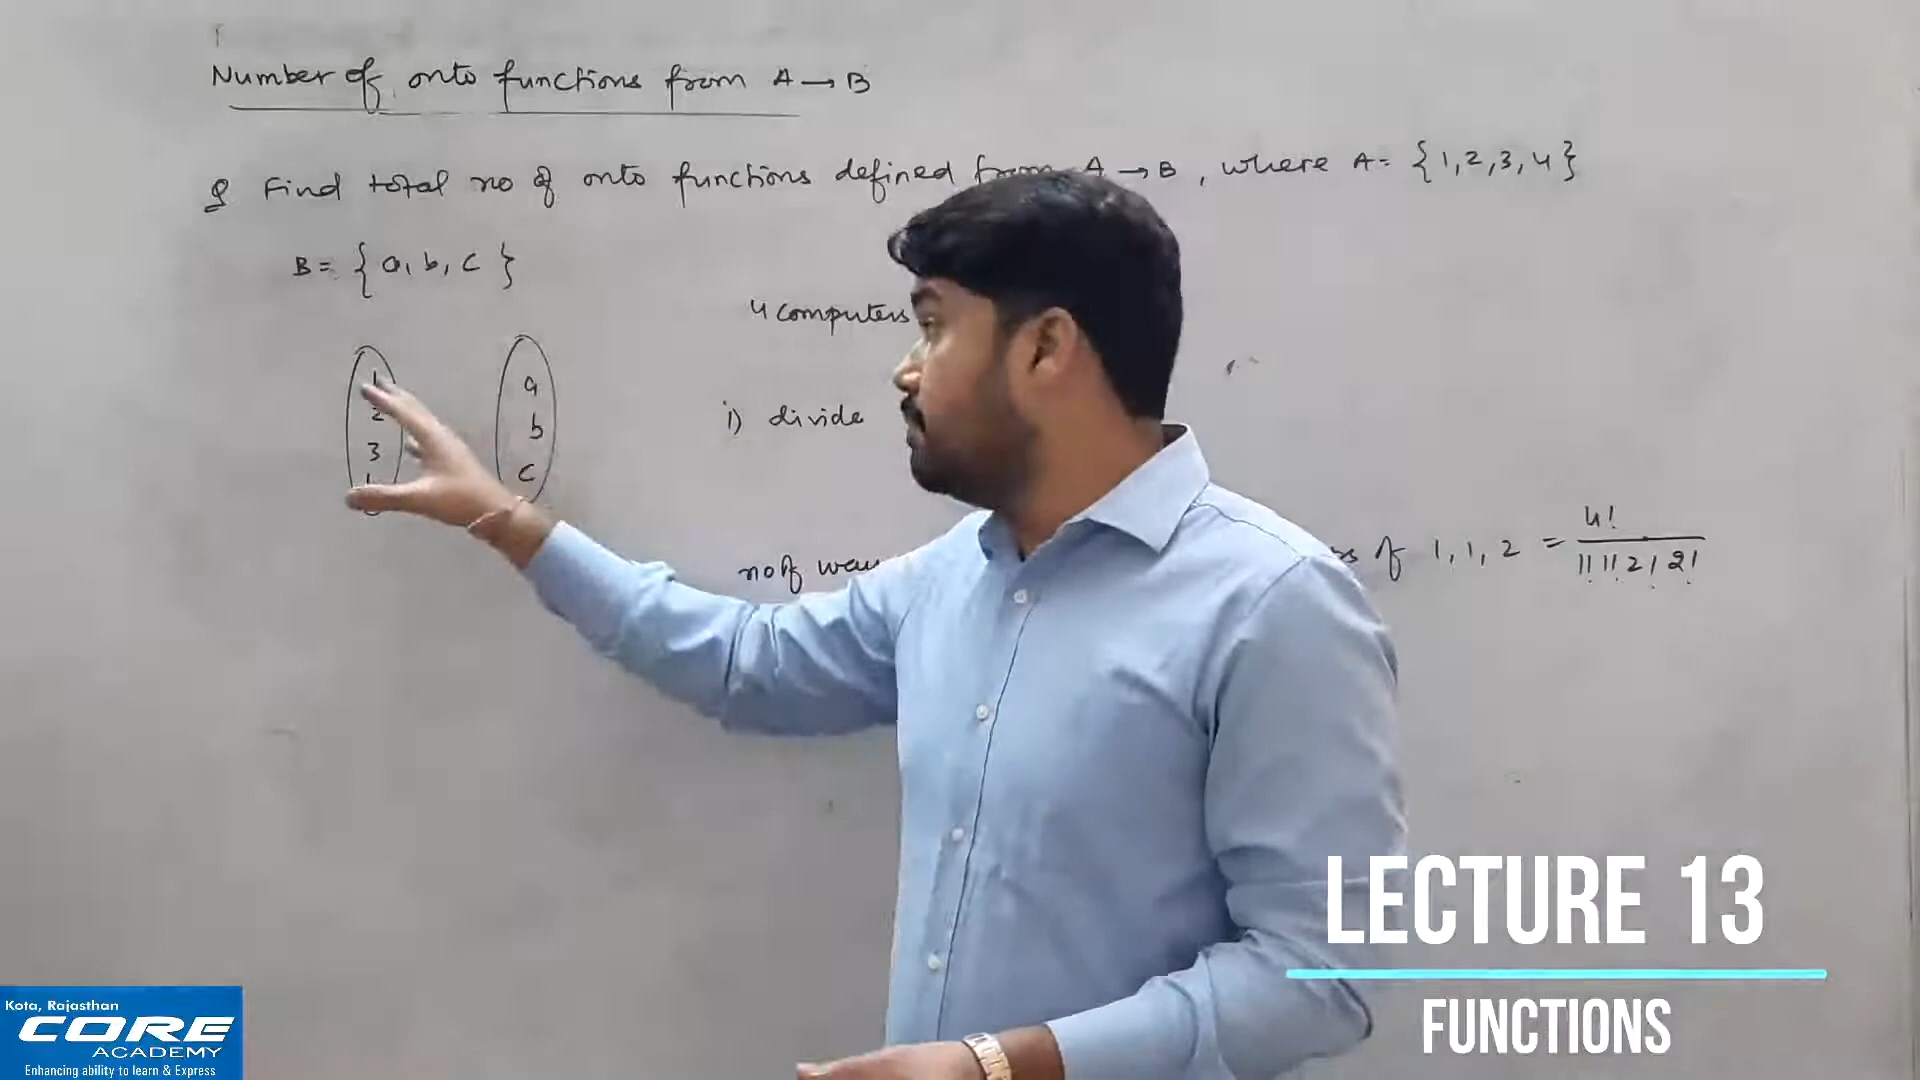 Number of onto functions from A → B
Q Find total no of onto functions defined from A → B, where A = {1,2,3,4}
B = {a, b, c}
4 computers
1
2
3
a
b
c
i) divide
no of
of 1, 1, 2 = 4! / 1! 1! 2! 2!
LECTURE 13
FUNCTIONS
Kota, Rajasthan
CORE
ACADEMY
Enhancing ability to learn & Express